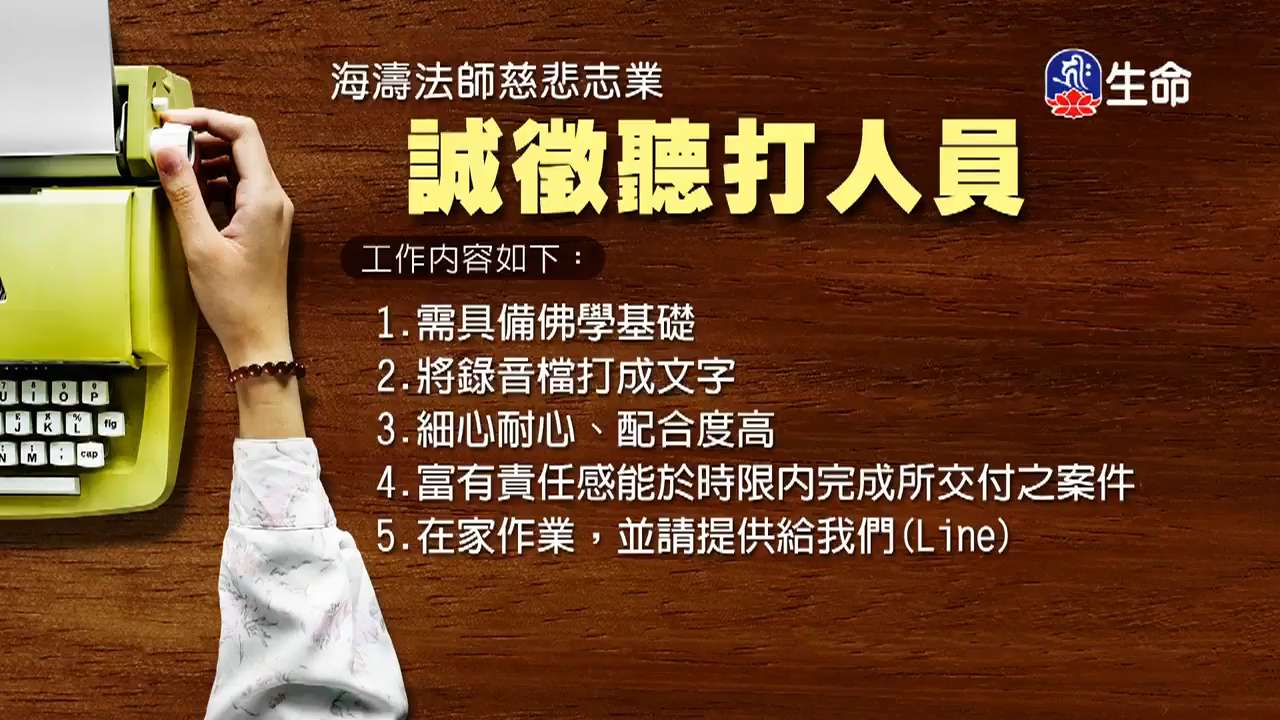 海濤法師慈悲志業
生命
誠徵聽打人員
工作內容如下：
1.需具備佛學基礎
2.將錄音檔打成文字
3.細心耐心、配合度高
4.富有責任感能於時限內完成所交付之案件
5.在家作業，並請提供給我們(Line)
U I O P
J K L fig
N M cap